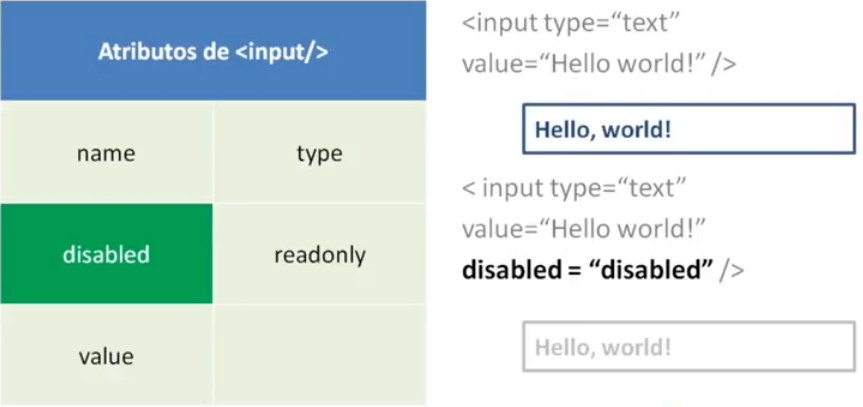 Atributos de <input/>
name
type
disabled
readonly
value
<input type=“text”
value=“Hello world!” />
Hello, world!
< input type=“text”
value=“Hello world!”
disabled = “disabled” />
Hello, world!